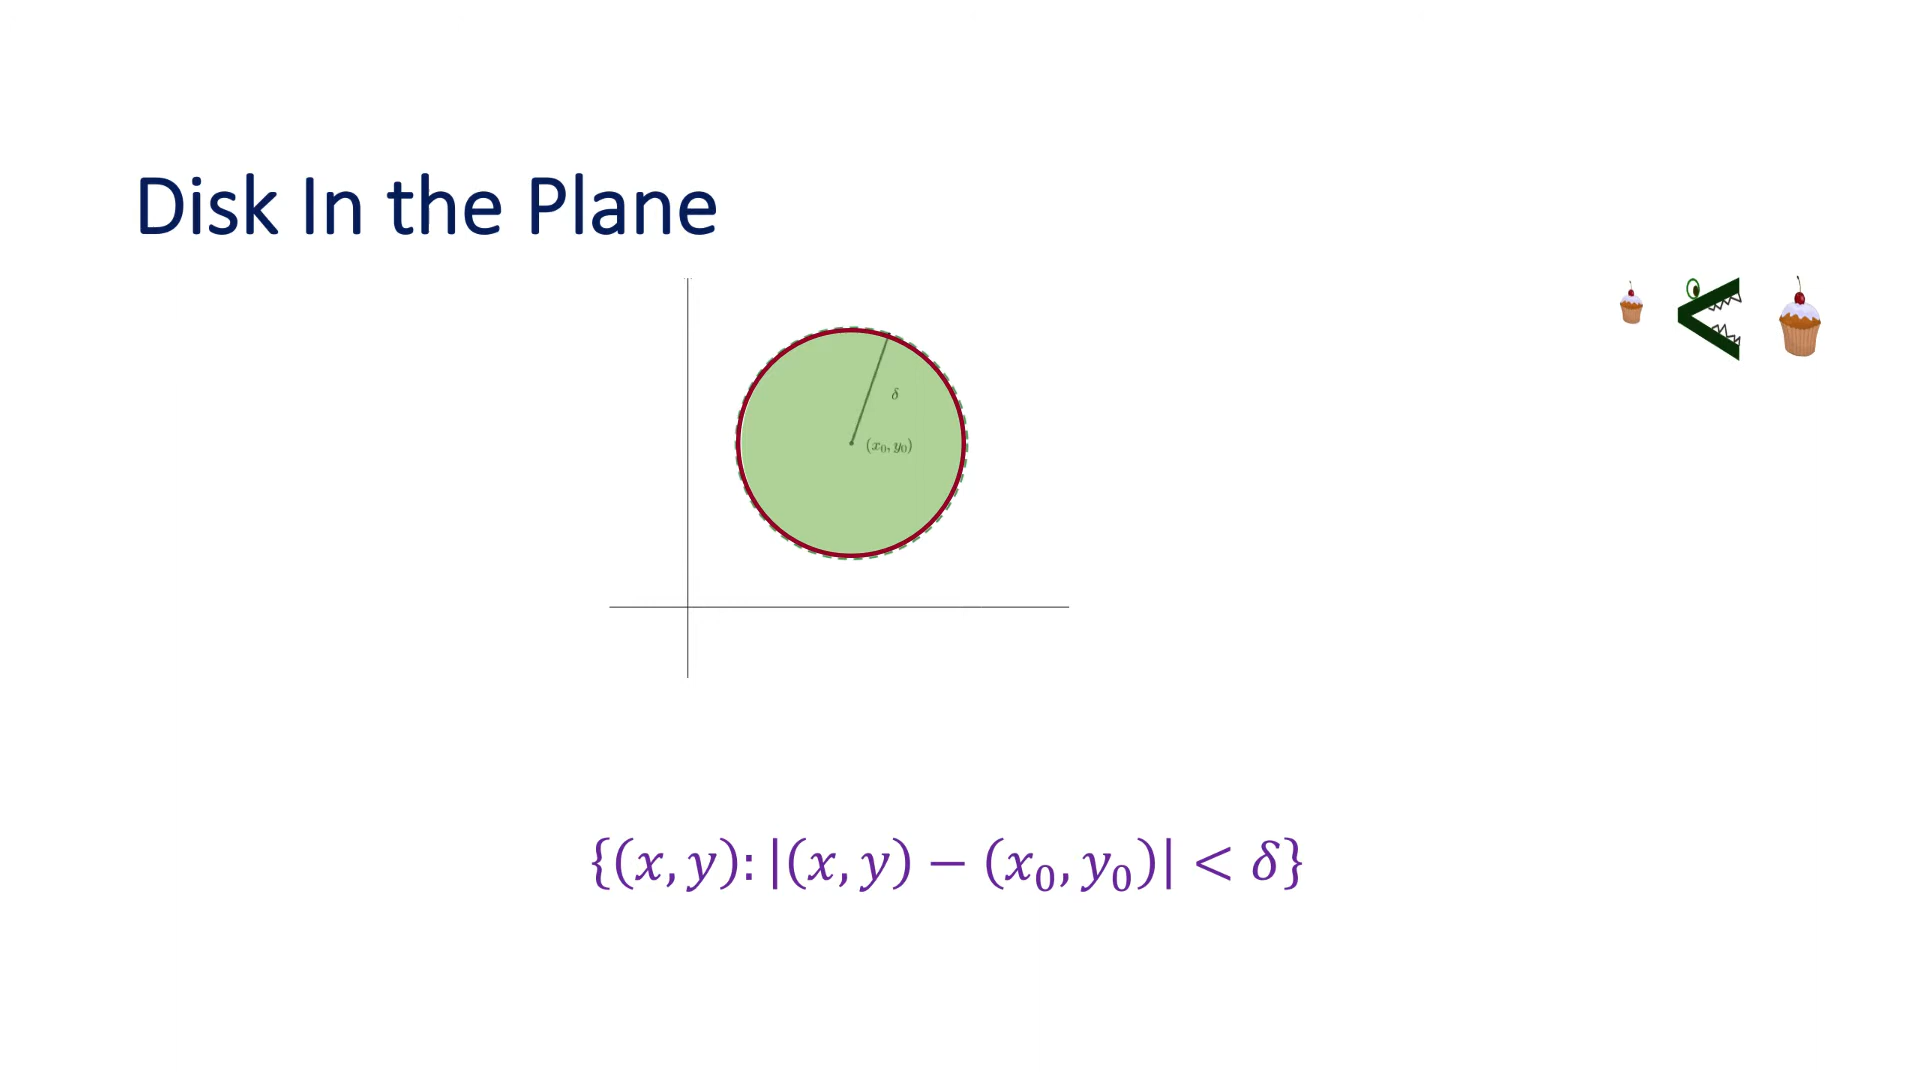 Disk In the Plane
δ
(x₀, y₀)
{(x, y): |(x, y) − (x₀, y₀)| < δ}